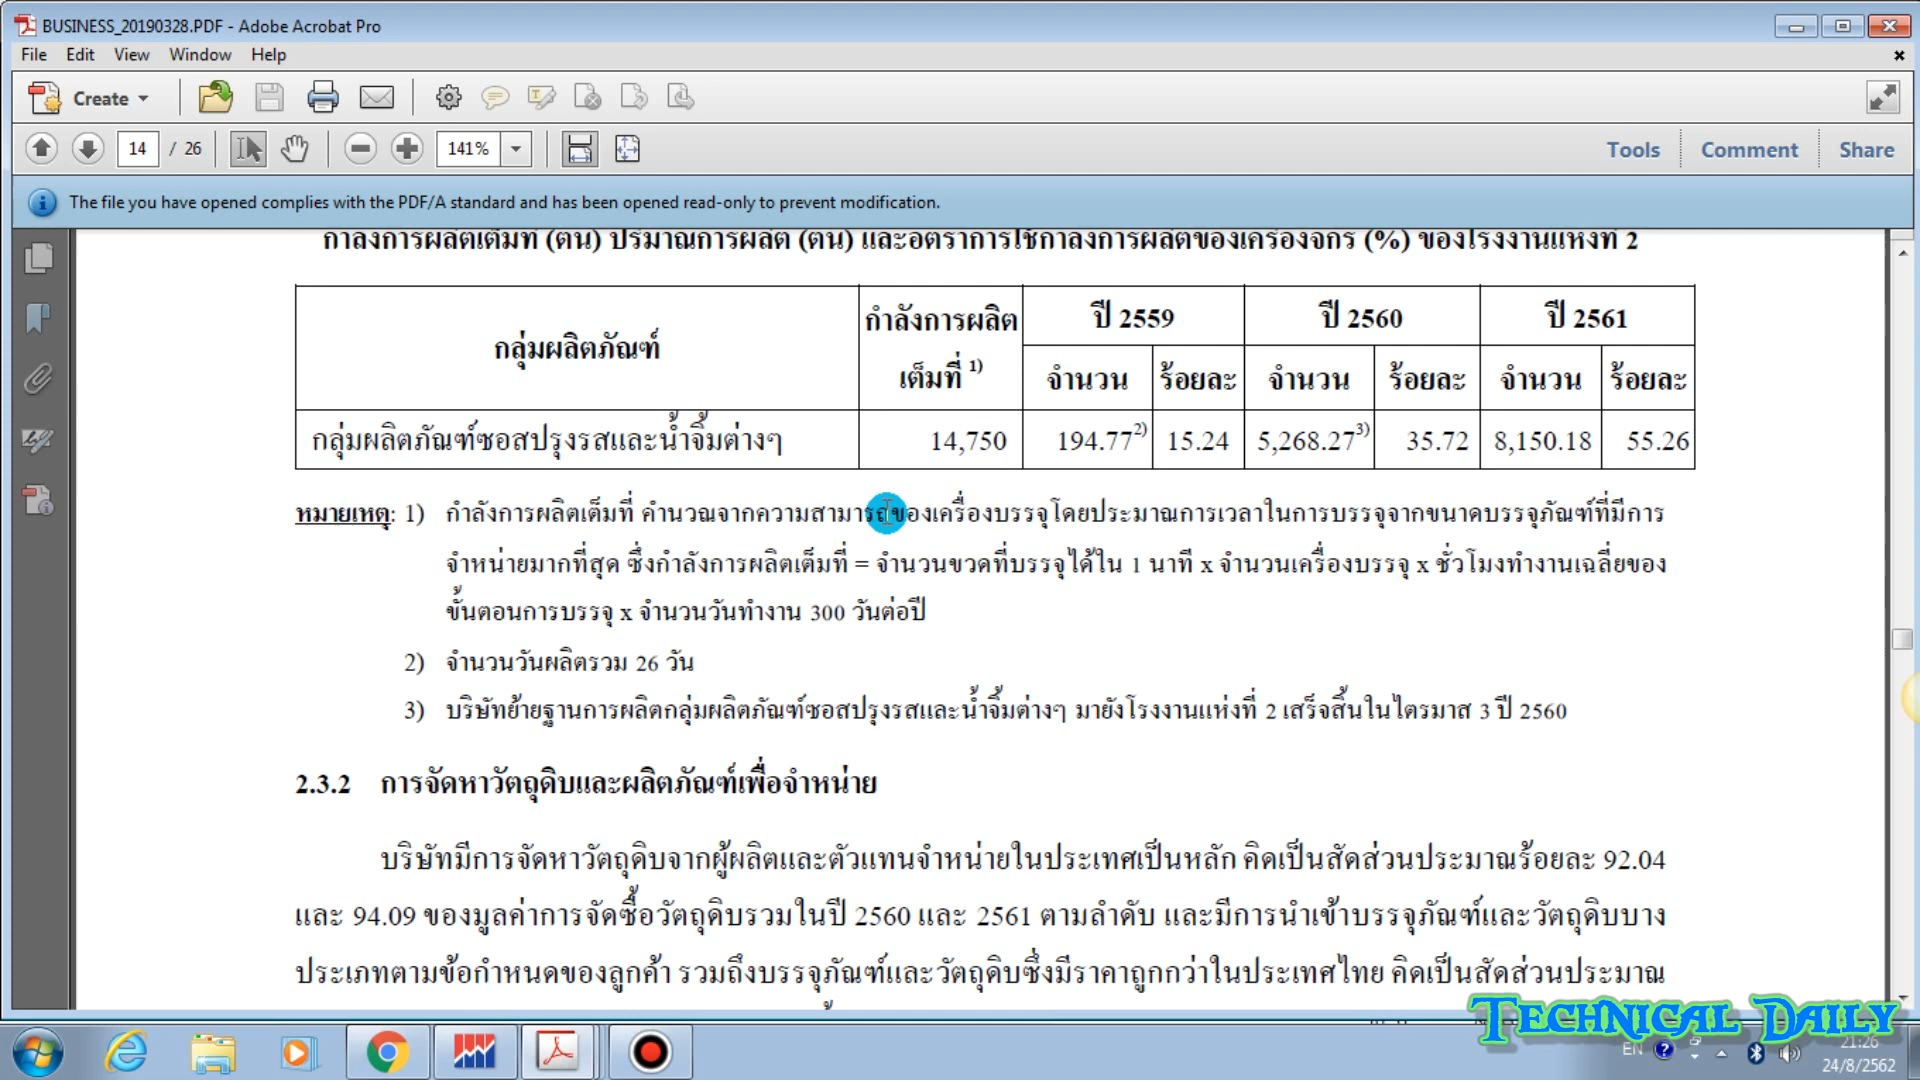 BUSINESS_20190328.PDF - Adobe Acrobat Pro
File Edit View Window Help
Create
14 / 26 141% Tools Comment Share
The file you have opened complies with the PDF/A standard and has been opened read-only to prevent modification.
กำลังการผลิตเต็มที่ (ตัน) ปริมาณการผลิต (ตัน) และอัตราการใช้กำลังการผลิตของเครื่องจักร (%) ของโรงงานแห่งที่ 2
กลุ่มผลิตภัณฑ์ กำลังการผลิต ปี 2559 ปี 2560 ปี 2561
เต็มที่ 1) จำนวน ร้อยละ จำนวน ร้อยละ จำนวน ร้อยละ
กลุ่มผลิตภัณฑ์ซอสปรุงรสและน้ำจิ้มต่างๆ 14,750 194.77 2) 15.24 5,268.27 3) 35.72 8,150.18 55.26
หมายเหตุ: 1) กำลังการผลิตเต็มที่ คำนวณจากความสามารถของเครื่องบรรจุโดยประมาณการเวลาในการบรรจุจากขนาดบรรจุภัณฑ์ที่มีการ
จำหน่ายมากที่สุด ซึ่งกำลังการผลิตเต็มที่ = จำนวนขวดที่บรรจุได้ใน 1 นาที x จำนวนเครื่องบรรจุ x ชั่วโมงทำงานเฉลี่ยของ
ขั้นตอนการบรรจุ x จำนวนวันทำงาน 300 วันต่อปี
2) จำนวนวันผลิตรวม 26 วัน
3) บริษัทย้ายฐานการผลิตกลุ่มผลิตภัณฑ์ซอสปรุงรสและน้ำจิ้มต่างๆ มายังโรงงานแห่งที่ 2 เสร็จสิ้นในไตรมาส 3 ปี 2560
2.3.2 การจัดหาวัตถุดิบและผลิตภัณฑ์เพื่อจำหน่าย
บริษัทมีการจัดหาวัตถุดิบจากผู้ผลิตและตัวแทนจำหน่ายในประเทศเป็นหลัก คิดเป็นสัดส่วนประมาณร้อยละ 92.04
และ 94.09 ของมูลค่าการจัดซื้อวัตถุดิบรวมในปี 2560 และ 2561 ตามลำดับ และมีการนำเข้าบรรจุภัณฑ์และวัตถุดิบบาง
ประเภทตามข้อกำหนดของลูกค้า รวมถึงบรรจุภัณฑ์และวัตถุดิบซึ่งมีราคาถูกกว่าในประเทศไทย คิดเป็นสัดส่วนประมาณ
TECHNICAL DAILY
EN 21:26
24/8/2562